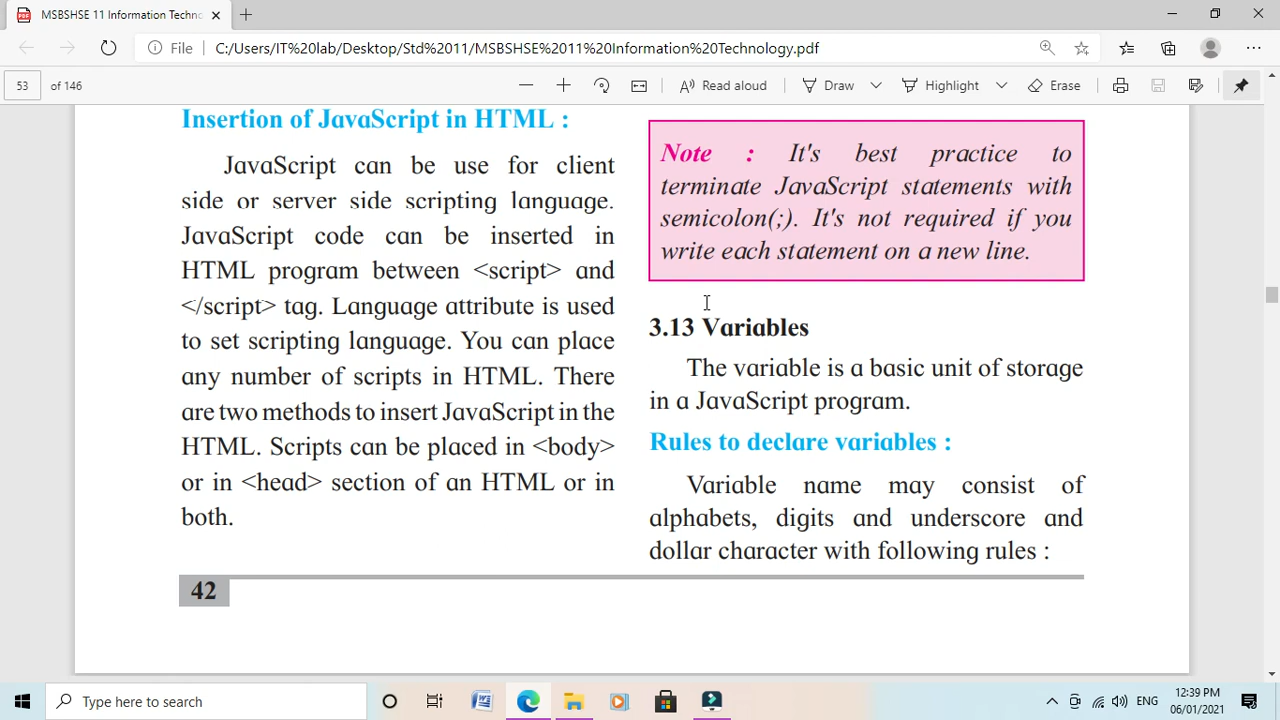 MSBSHSE 11 Information Techn
File C:/Users/IT%20lab/Desktop/Std%2011/MSBSHSE%2011%20Information%20Technology.pdf
53 of 146
Read aloud Draw Highlight Erase
Insertion of JavaScript in HTML :
JavaScript can be use for client
side or server side scripting language.
JavaScript code can be inserted in
HTML program between <script> and
</script> tag. Language attribute is used
to set scripting language. You can place
any number of scripts in HTML. There
are two methods to insert JavaScript in the
HTML. Scripts can be placed in <body>
or in <head> section of an HTML or in
both.
42
Note : It's best practice to
terminate JavaScript statements with
semicolon(;). It's not required if you
write each statement on a new line.
3.13 Variables
The variable is a basic unit of storage
in a JavaScript program.
Rules to declare variables :
Variable name may consist of
alphabets, digits and underscore and
dollar character with following rules :
Type here to search
ENG
12:39 PM
06/01/2021